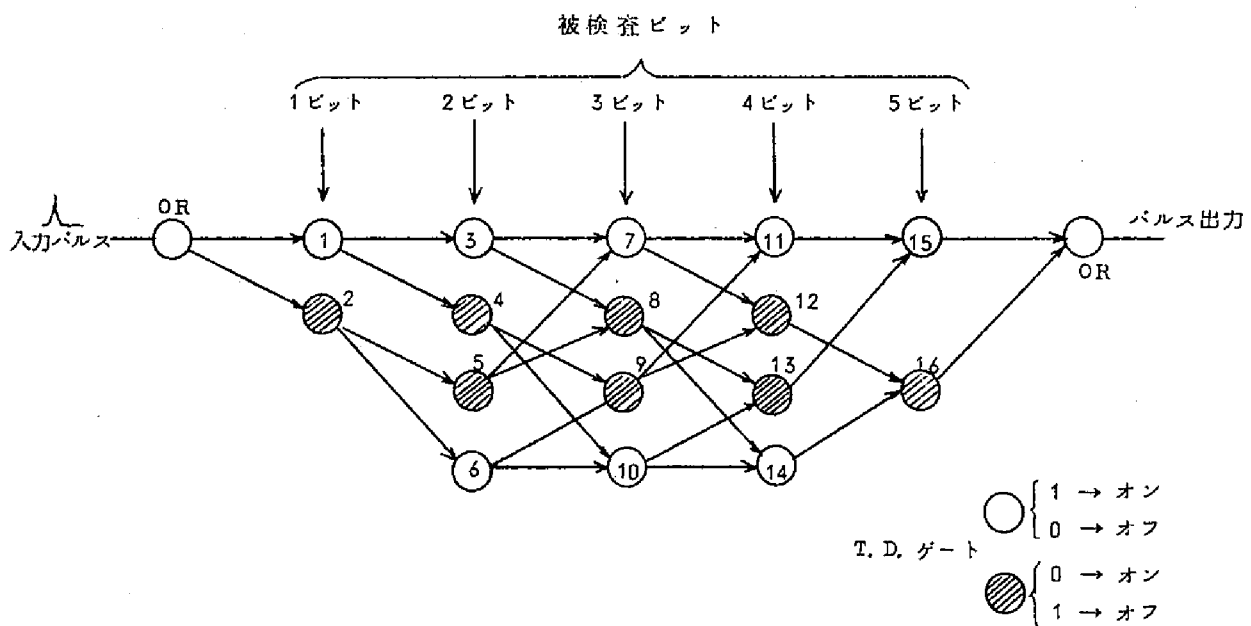 被検査ビット
1ビット 2ビット 3ビット 4ビット 5ビット
OR
入力パルス
1 3 7 11 15
パルス出力
OR
2 4 8 12
5 9 13 16
6 10 14
T.D.ゲート
1 → オン
0 → オフ
0 → オン
1 → オフ